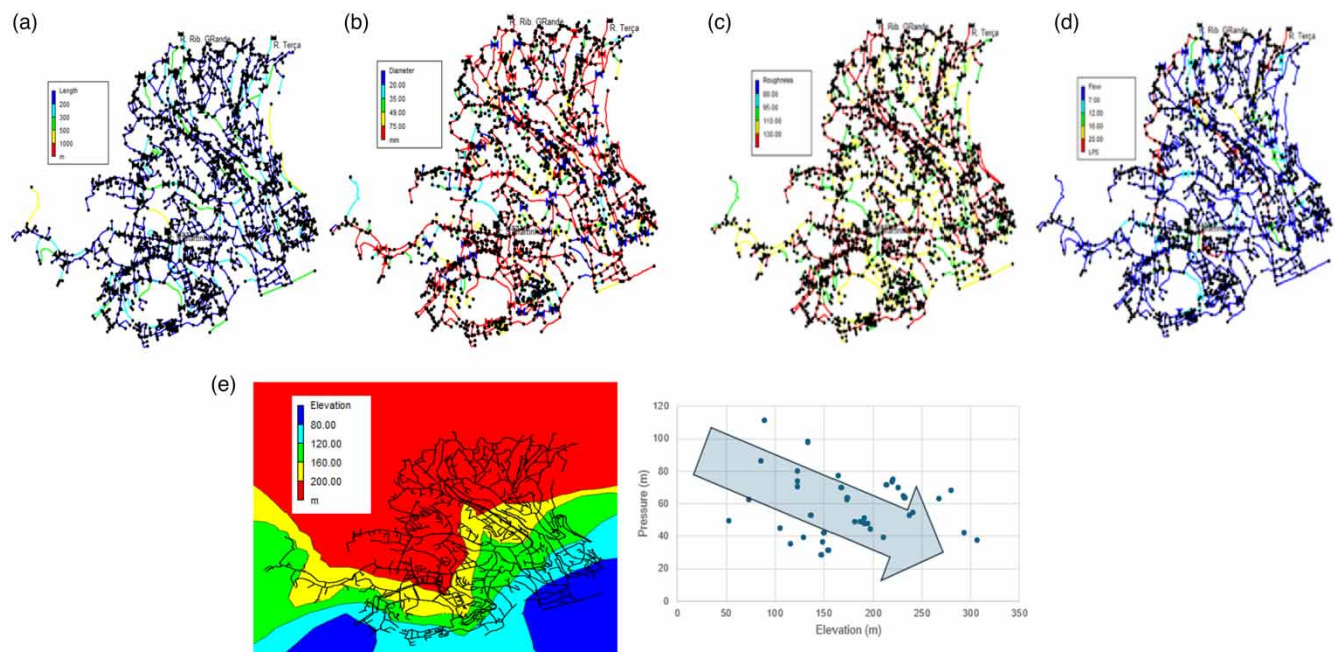 (a)
R. Rib. GRande
R. Terça
Length
200
300
500
1000
m
(b)
R. Rib. GRande
R. Terça
Diameter
20.00
35.00
49.00
75.00
mm
(c)
R. Rib. GRande
R. Terça
Roughness
80.00
95.00
110.00
130.00
(d)
R. Rib. GRande
R. Terça
Flow
7.00
12.00
16.00
20.00
LPS
(e)
Elevation
80.00
120.00
160.00
200.00
m
Pressure (m)
120
100
80
60
40
20
0
0 50 100 150 200 250 300 350
Elevation (m)